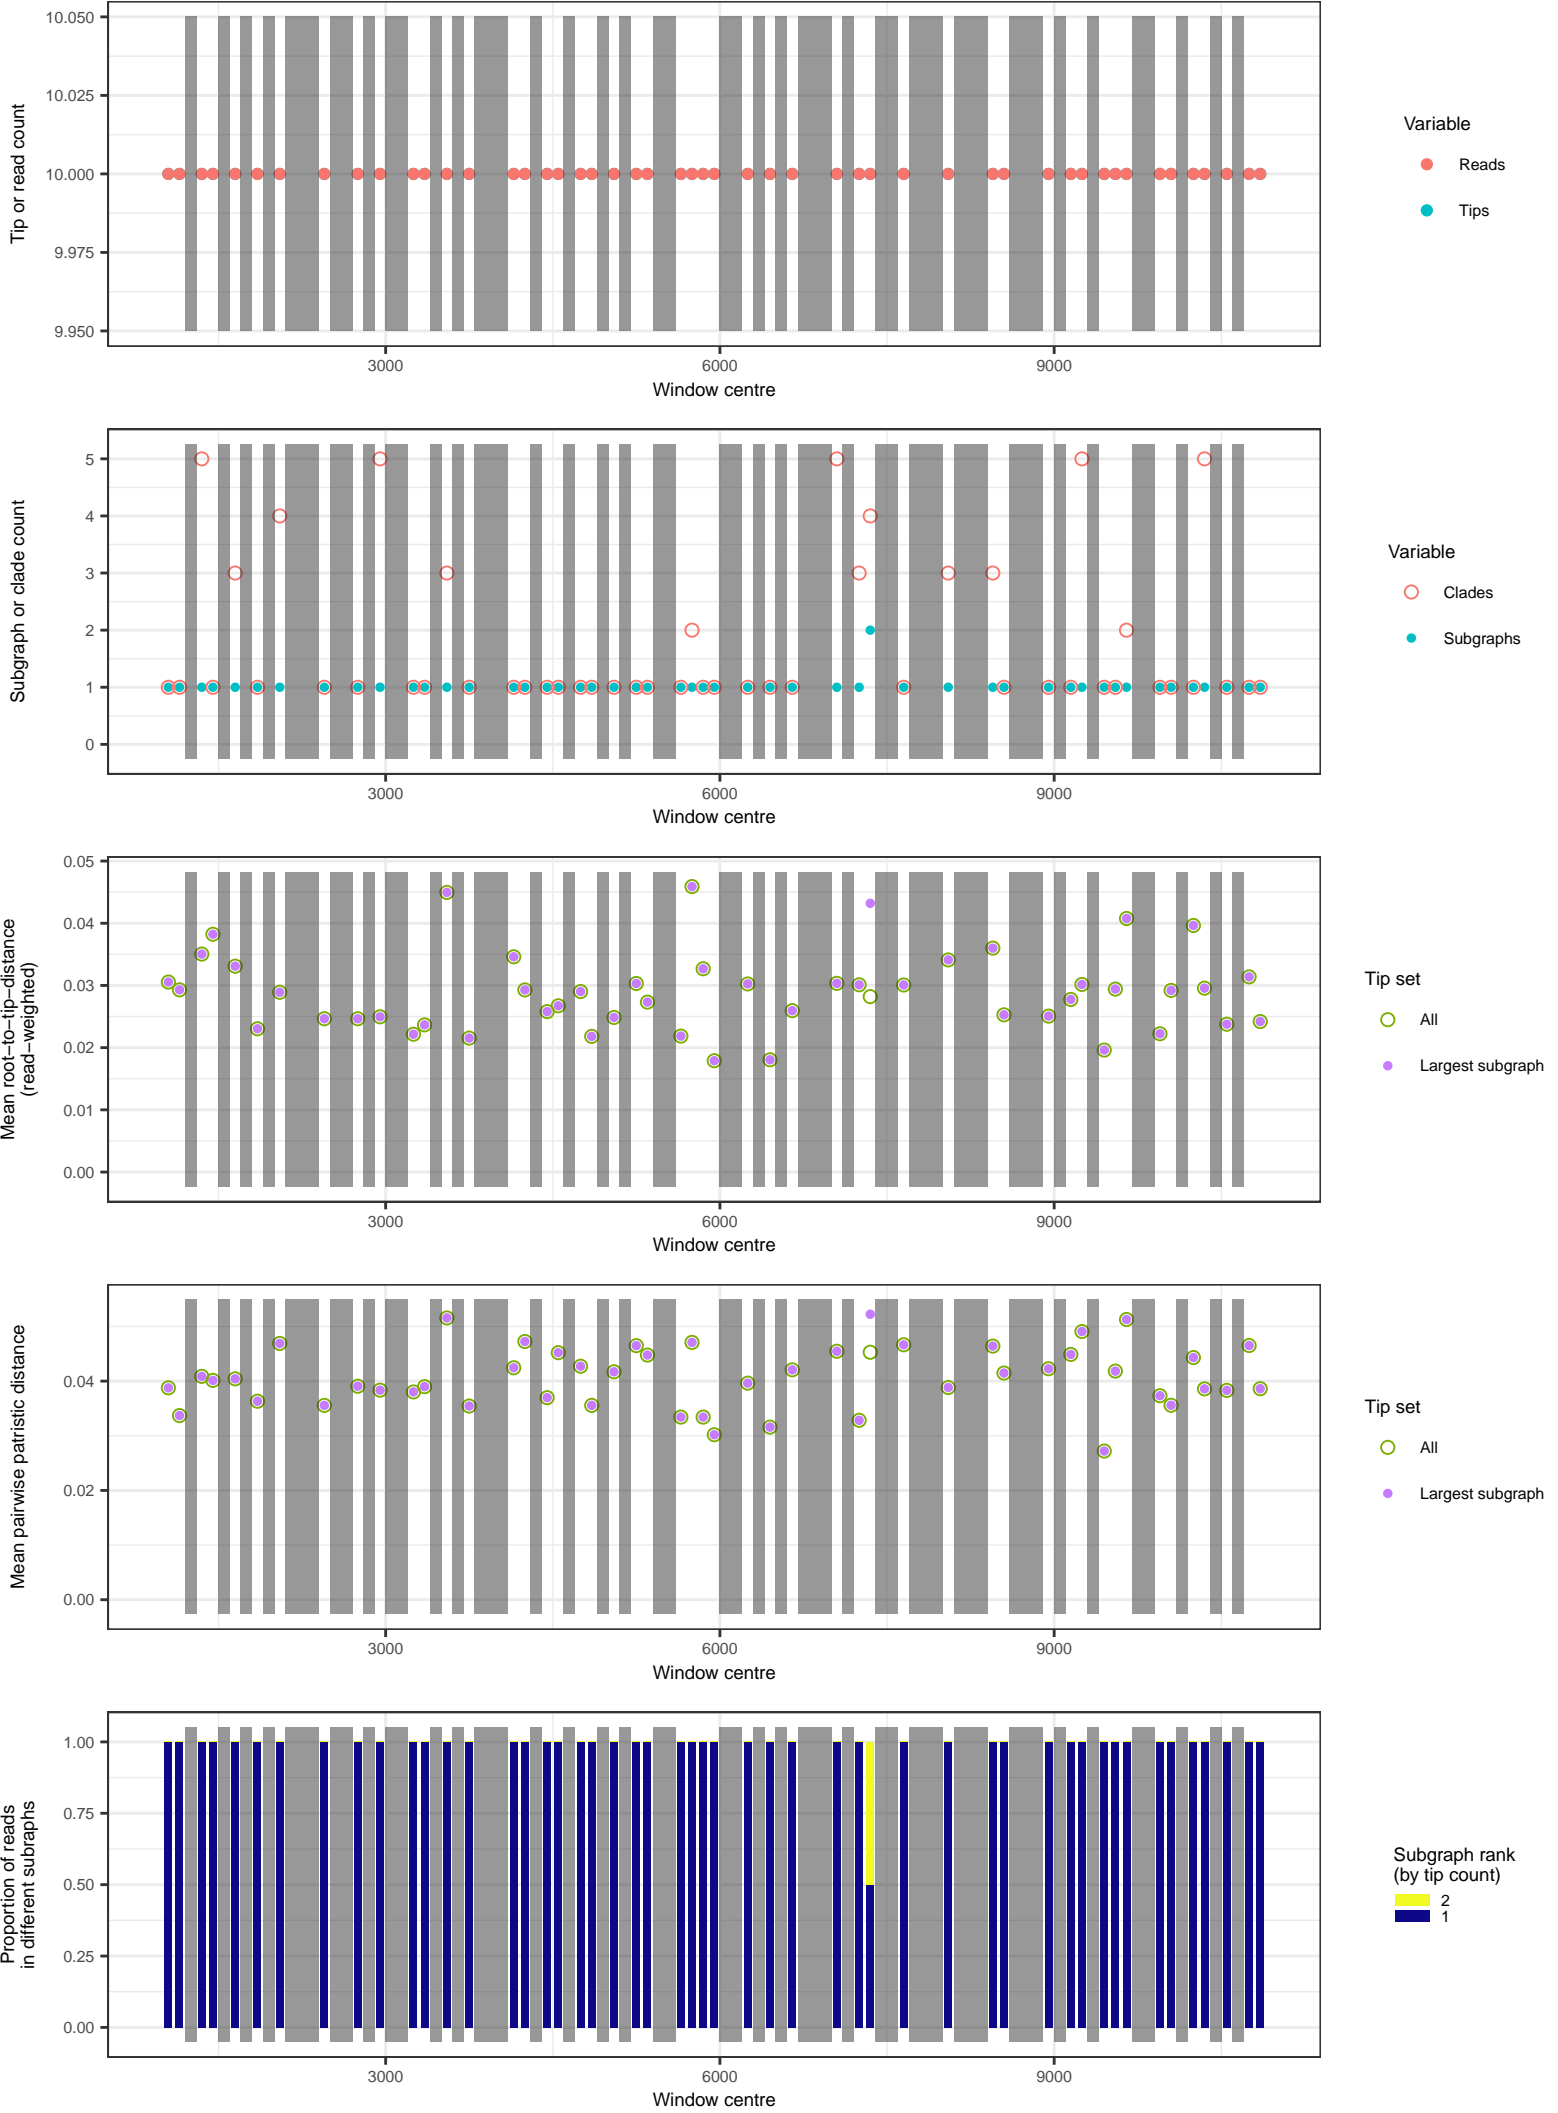 10.050
10.025
10.000
9.975
9.950
Tip or read count
3000
6000
9000
Window centre
Variable
Reads
Tips
5
4
3
2
1
0
Subgraph or clade count
3000
6000
9000
Window centre
Variable
Clades
Subgraphs
0.05
0.04
0.03
0.02
0.01
0.00
Mean root−to−tip−distance
(read−weighted)
3000
6000
9000
Window centre
Tip set
All
Largest subgraph
0.04
0.02
0.00
Mean pairwise patristic distance
3000
6000
9000
Window centre
Tip set
All
Largest subgraph
1.00
0.75
0.50
0.25
0.00
Proportion of reads
in different subraphs
3000
6000
9000
Window centre
Subgraph rank
(by tip count)
2
1